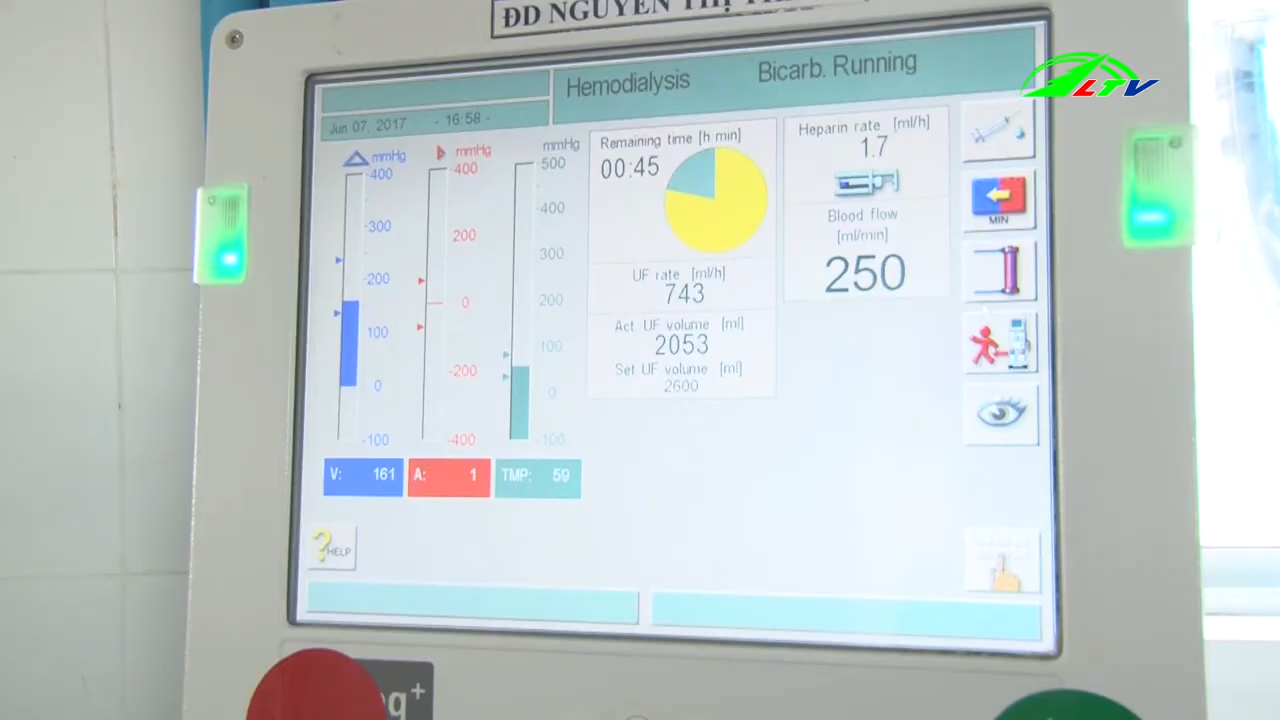 ĐD NGUYỄN THỊ
LTV
Hemodialysis
Bicarb. Running
Jun 07, 2017 - 16:58 -
mmHg
400
300
200
100
0
-100
mmHg
400
200
0
-200
-400
mmHg
500
400
300
200
100
0
-100
V: 161
A: 1
TMP: 59
Remaining time [h min]
00:45
UF rate [ml/h]
743
Act UF volume [ml]
2053
Set UF volume [ml]
2600
Heparin rate [ml/h]
1.7
Blood flow
[ml/min]
250
MIN
? HELP